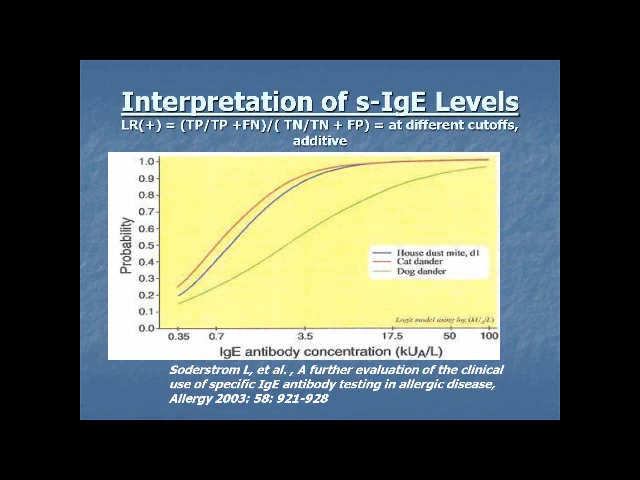 Interpretation of s-IgE Levels
LR(+) = (TP/TP +FN)/( TN/TN + FP) = at different cutoffs,
additive
1.0
0.9
0.8
0.7
0.6
0.5
0.4
0.3
0.2
0.1
0.0
Probability
House dust mite, d1
Cat dander
Dog dander
Logit model using log (kUA/L)
0.35 0.7 3.5 17.5 50 100
IgE antibody concentration (kUA/L)
Soderstrom L, et al. , A further evaluation of the clinical
use of specific IgE antibody testing in allergic disease,
Allergy 2003: 58: 921-928